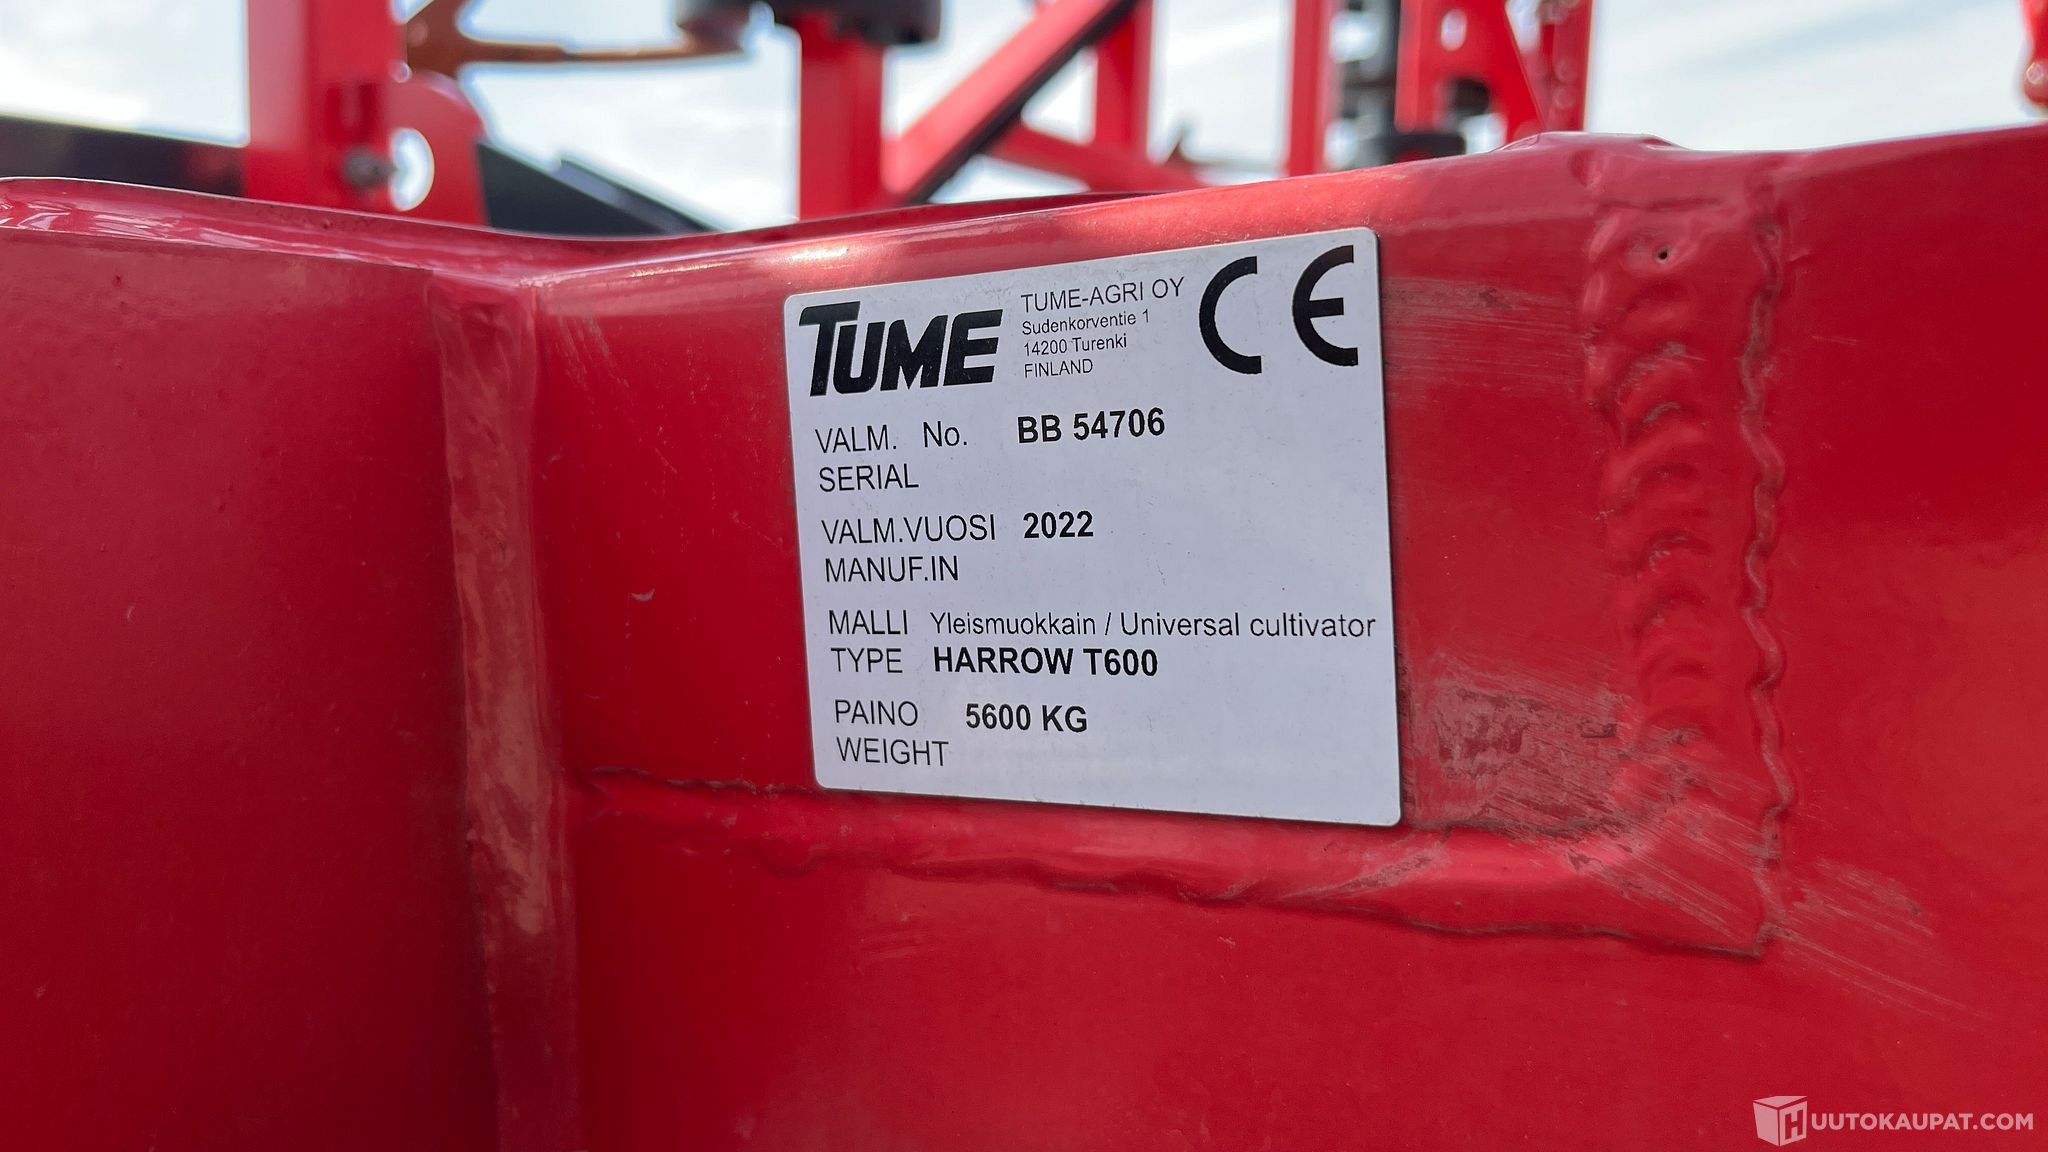 TUME
TUME-AGRI OY
Sudenkorventie 1
14200 Turenki
FINLAND
CE
VALM. No. BB 54706
SERIAL
VALM.VUOSI 2022
MANUF.IN
MALLI Yleismuokkain / Universal cultivator
TYPE HARROW T600
PAINO 5600 KG
WEIGHT
HUUTOKAUPAT.COM